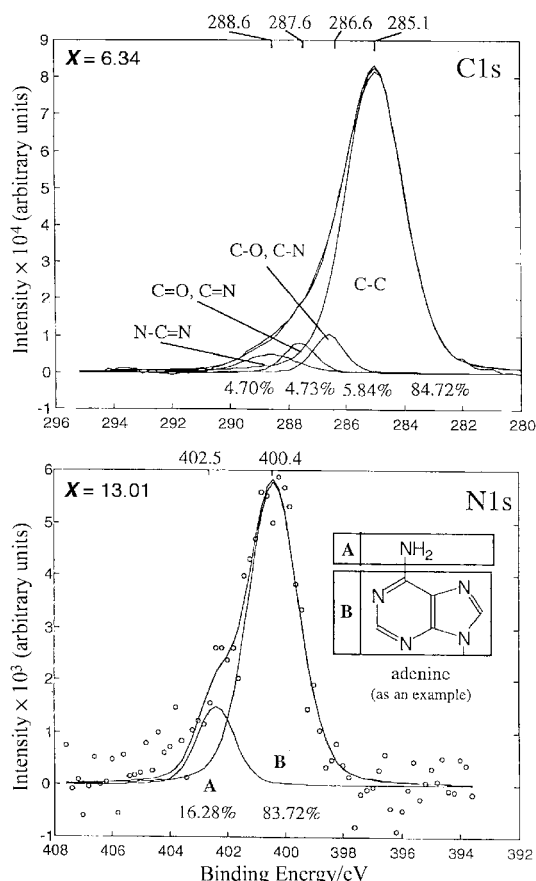 288.6 287.6 286.6 285.1
X = 6.34
C1s
9
8
7
6
5
4
3
2
1
0
-1
Intensity × 10⁴ (arbitrary units)
C-O, C-N
C=O, C=N
N-C=N
C-C
4.70% 4.73% 5.84% 84.72%
296 294 292 290 288 286 284 282 280
402.5 400.4
X = 13.01
N1s
6
5
4
3
2
1
0
-1
Intensity × 10³ (arbitrary units)
A NH₂
B N N N N
adenine
(as an example)
A B
16.28% 83.72%
408 406 404 402 400 398 396 394 392
Binding Energy/eV